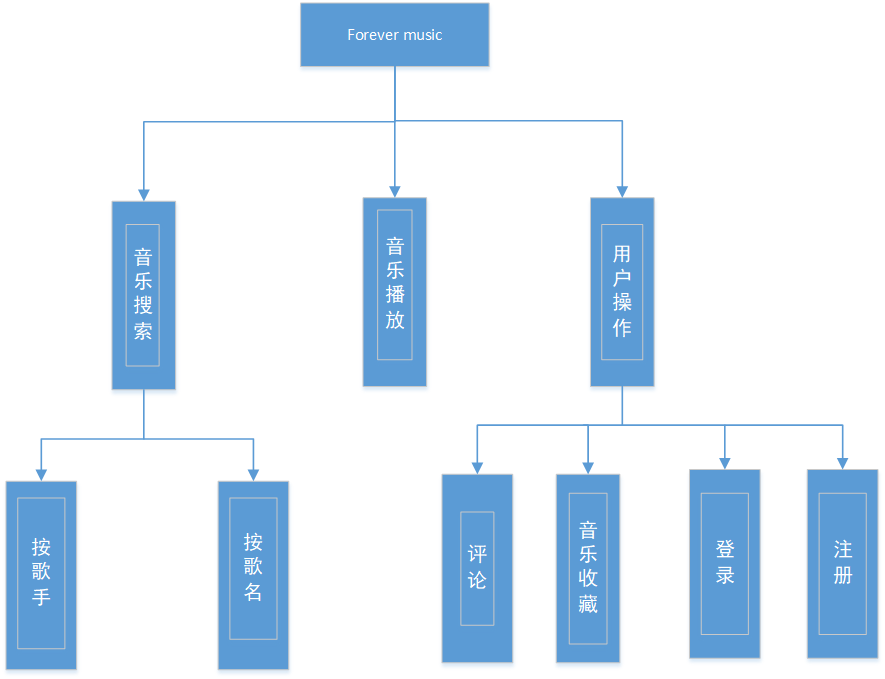 Forever music
音乐搜索
音乐播放
用户操作
按歌手
按歌名
评论
音乐收藏
登录
注册